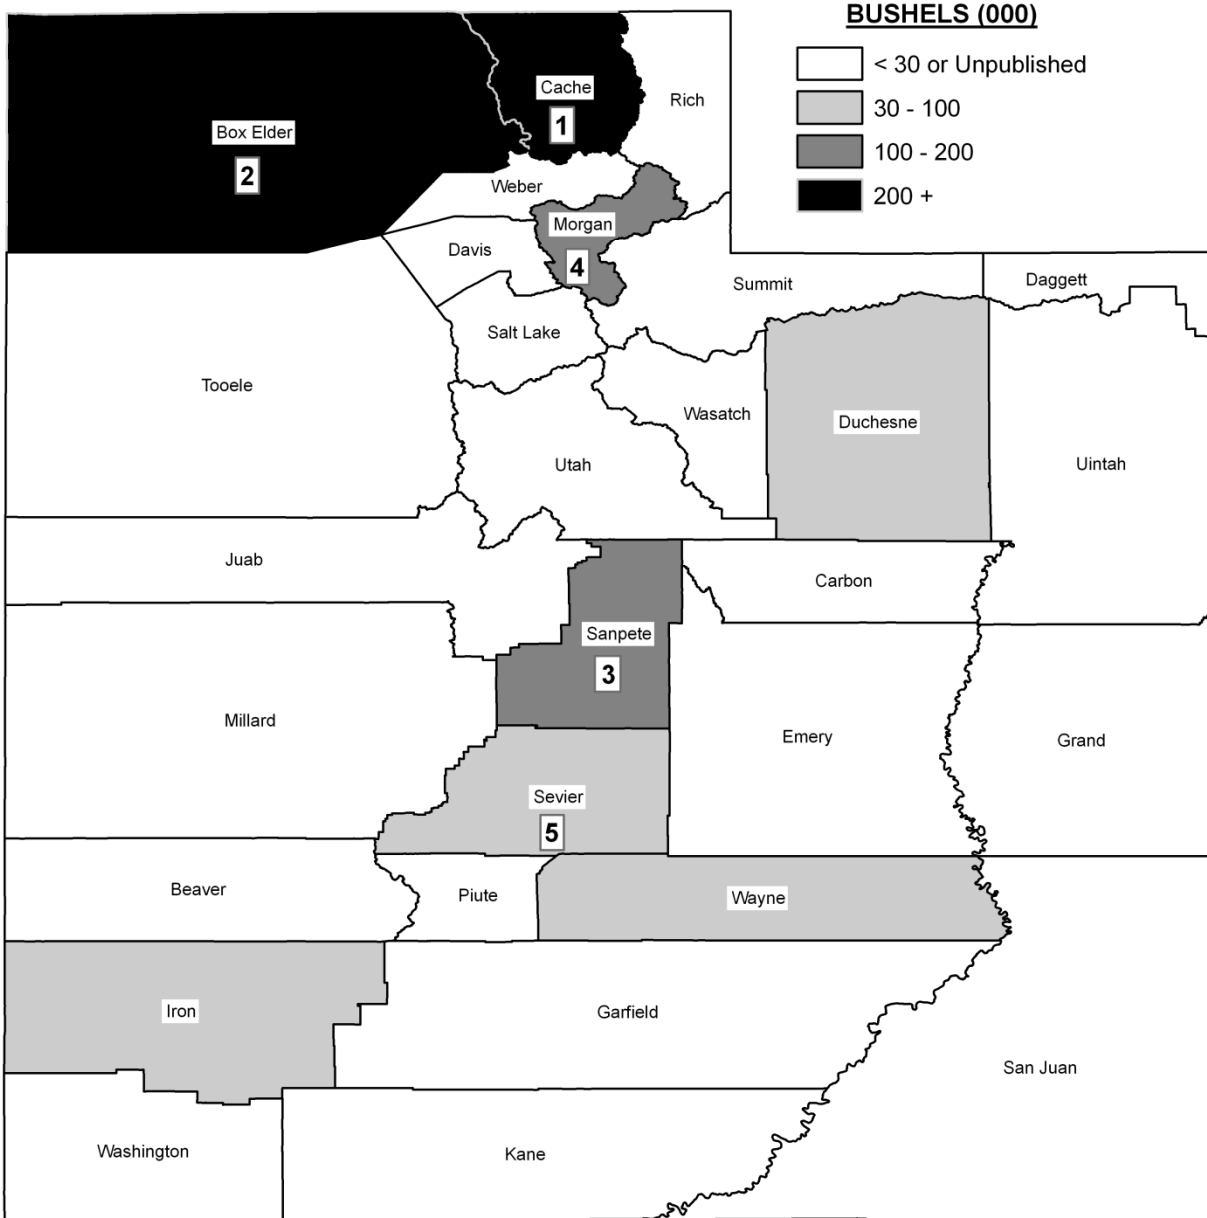 BUSHELS (000)
< 30 or Unpublished
30 - 100
100 - 200
200 +
Cache
1
Rich
Box Elder
2
Weber
Morgan
4
Davis
Summit
Daggett
Salt Lake
Tooele
Wasatch
Duchesne
Utah
Uintah
Juab
Carbon
Sanpete
3
Millard
Emery
Grand
Sevier
5
Beaver
Piute
Wayne
Iron
Garfield
San Juan
Washington
Kane